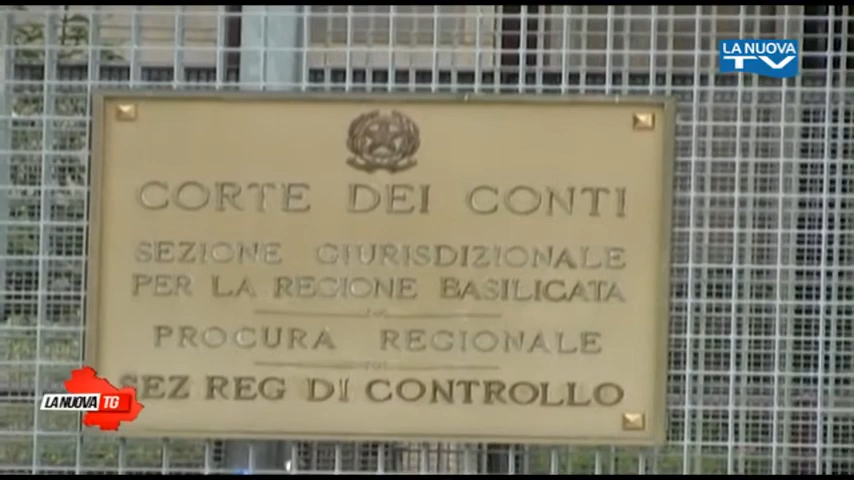 LA NUOVA
TV
CORTE DEI CONTI
SEZIONE GIURISDIZIONALE
PER LA REGIONE BASILICATA
PROCURA REGIONALE
SEZ REG DI CONTROLLO
LA NUOVA TG